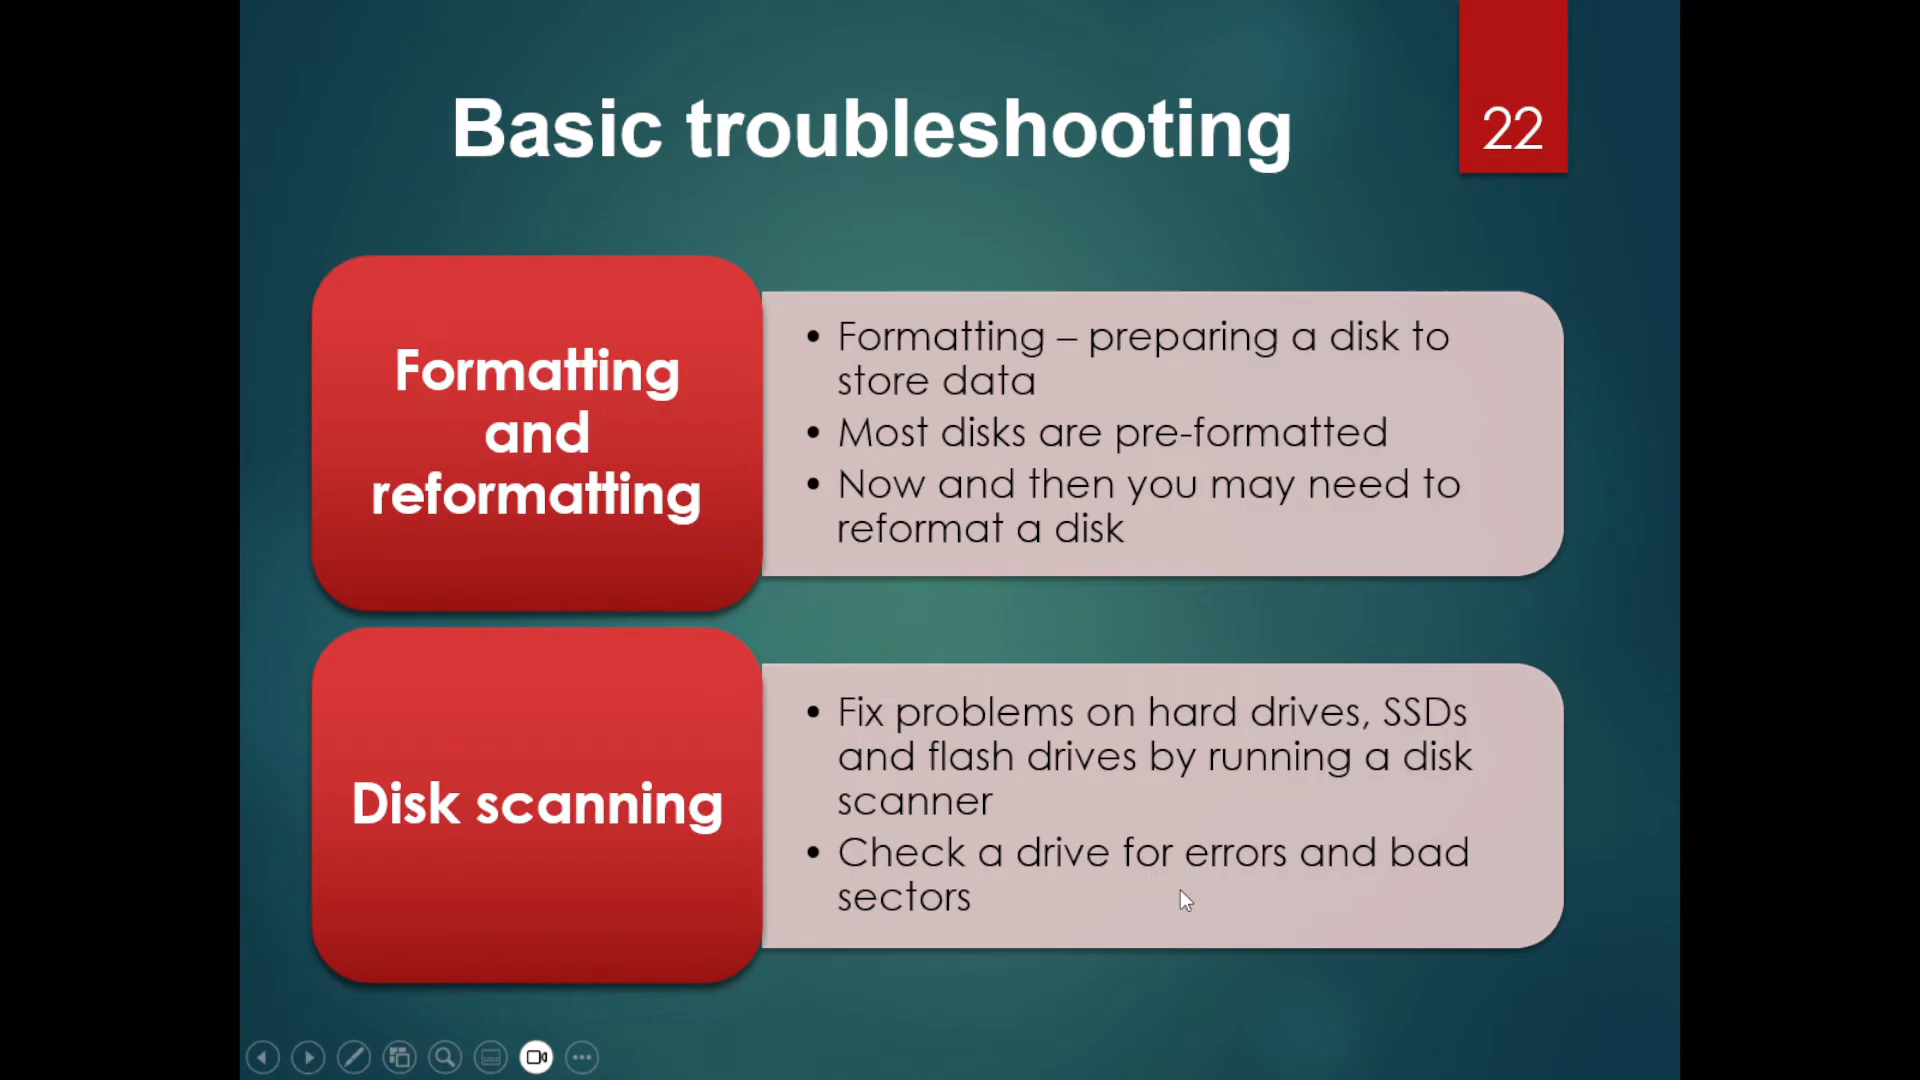 Basic troubleshooting
22
Formatting
and
reformatting
• Formatting – preparing a disk to
store data
• Most disks are pre-formatted
• Now and then you may need to
reformat a disk
Disk scanning
• Fix problems on hard drives, SSDs
and flash drives by running a disk
scanner
• Check a drive for errors and bad
sectors